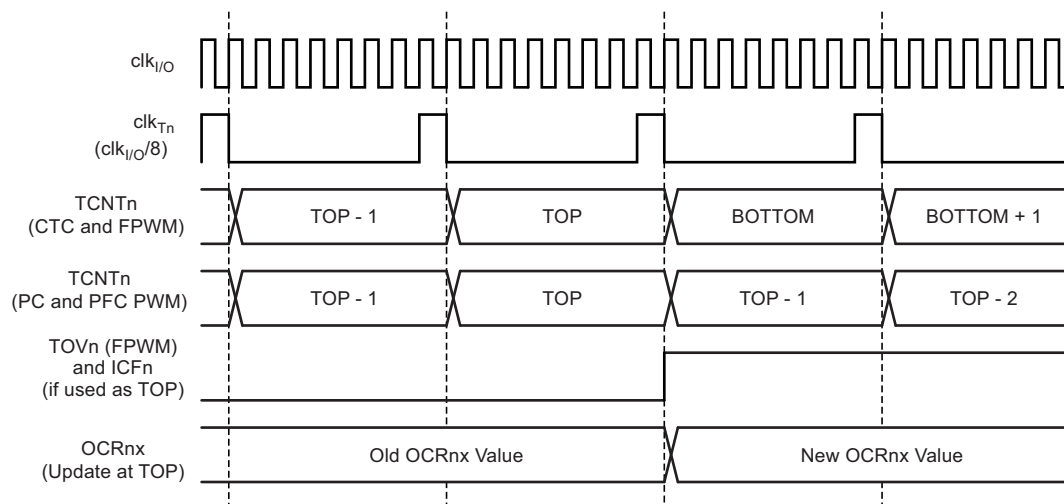 clkI/O
clkTn
(clkI/O/8)
TCNTn
(CTC and FPWM)
TOP - 1
TOP
BOTTOM
BOTTOM + 1
TCNTn
(PC and PFC PWM)
TOP - 1
TOP
TOP - 1
TOP - 2
TOVn (FPWM)
and ICFn
(if used as TOP)
OCRnx
(Update at TOP)
Old OCRnx Value
New OCRnx Value